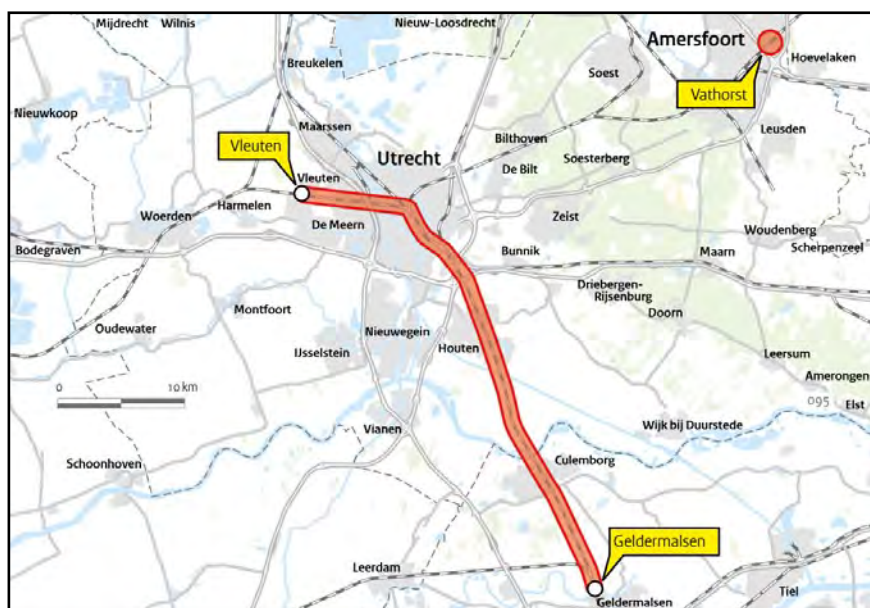 Mijdrecht
Wilnis
Nieuw-Loosdrecht
Amersfoort
Hoevelaken
Breukelen
Soest
Vathorst
Nieuwkoop
Maarssen
Bilthoven
Leusden
Vleuten
Utrecht
De Bilt
Soesterberg
Vleuten
Harmelen
Woerden
De Meern
Zeist
Woudenberg
Bodegraven
Bunnik
Maarn
Scherpenzeel
Driebergen-
Rijsenburg
Montfoort
Doorn
Oudewater
Nieuwegein
IJsselstein
Houten
Leersum
0
10 km
Amerongen
095
Elst
Vianen
Wijk bij Duurstede
Schoonhoven
Culemborg
Geldermalsen
Leerdam
Geldermalsen
Tiel